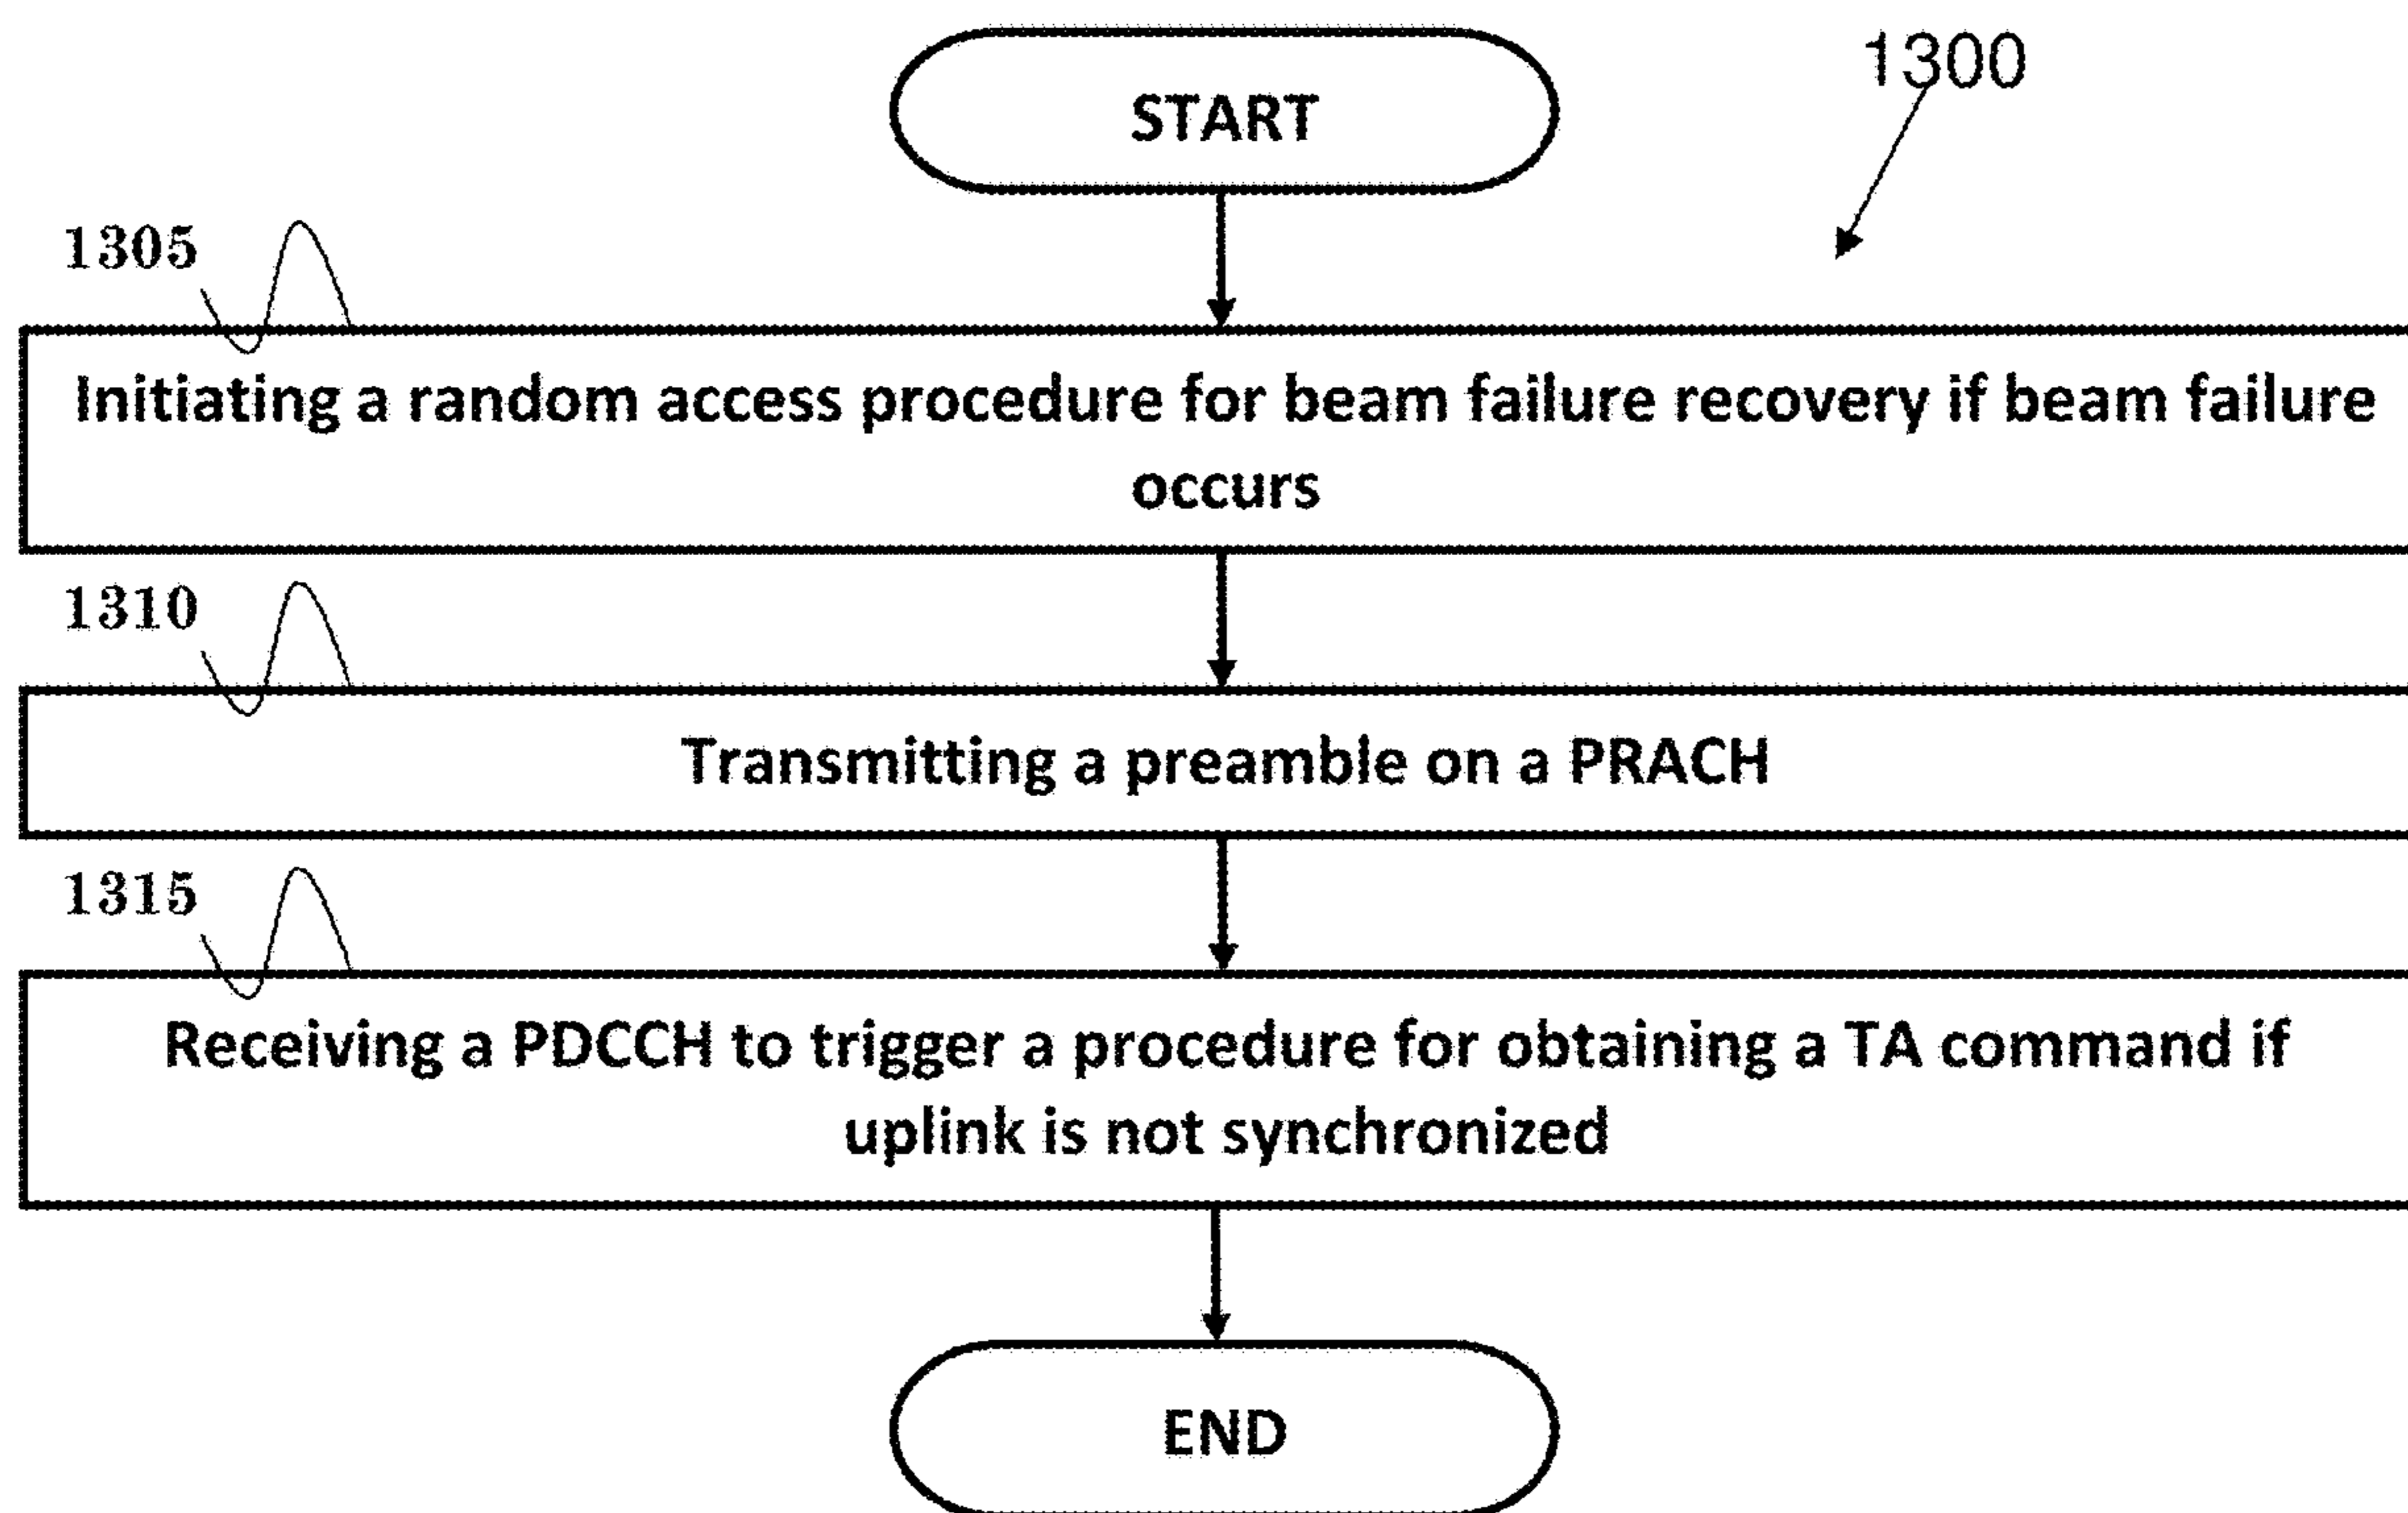 START
1300
1305
Initiating a random access procedure for beam failure recovery if beam failure
occurs
1310
Transmitting a preamble on a PRACH
1315
Receiving a PDCCH to trigger a procedure for obtaining a TA command if
uplink is not synchronized
END